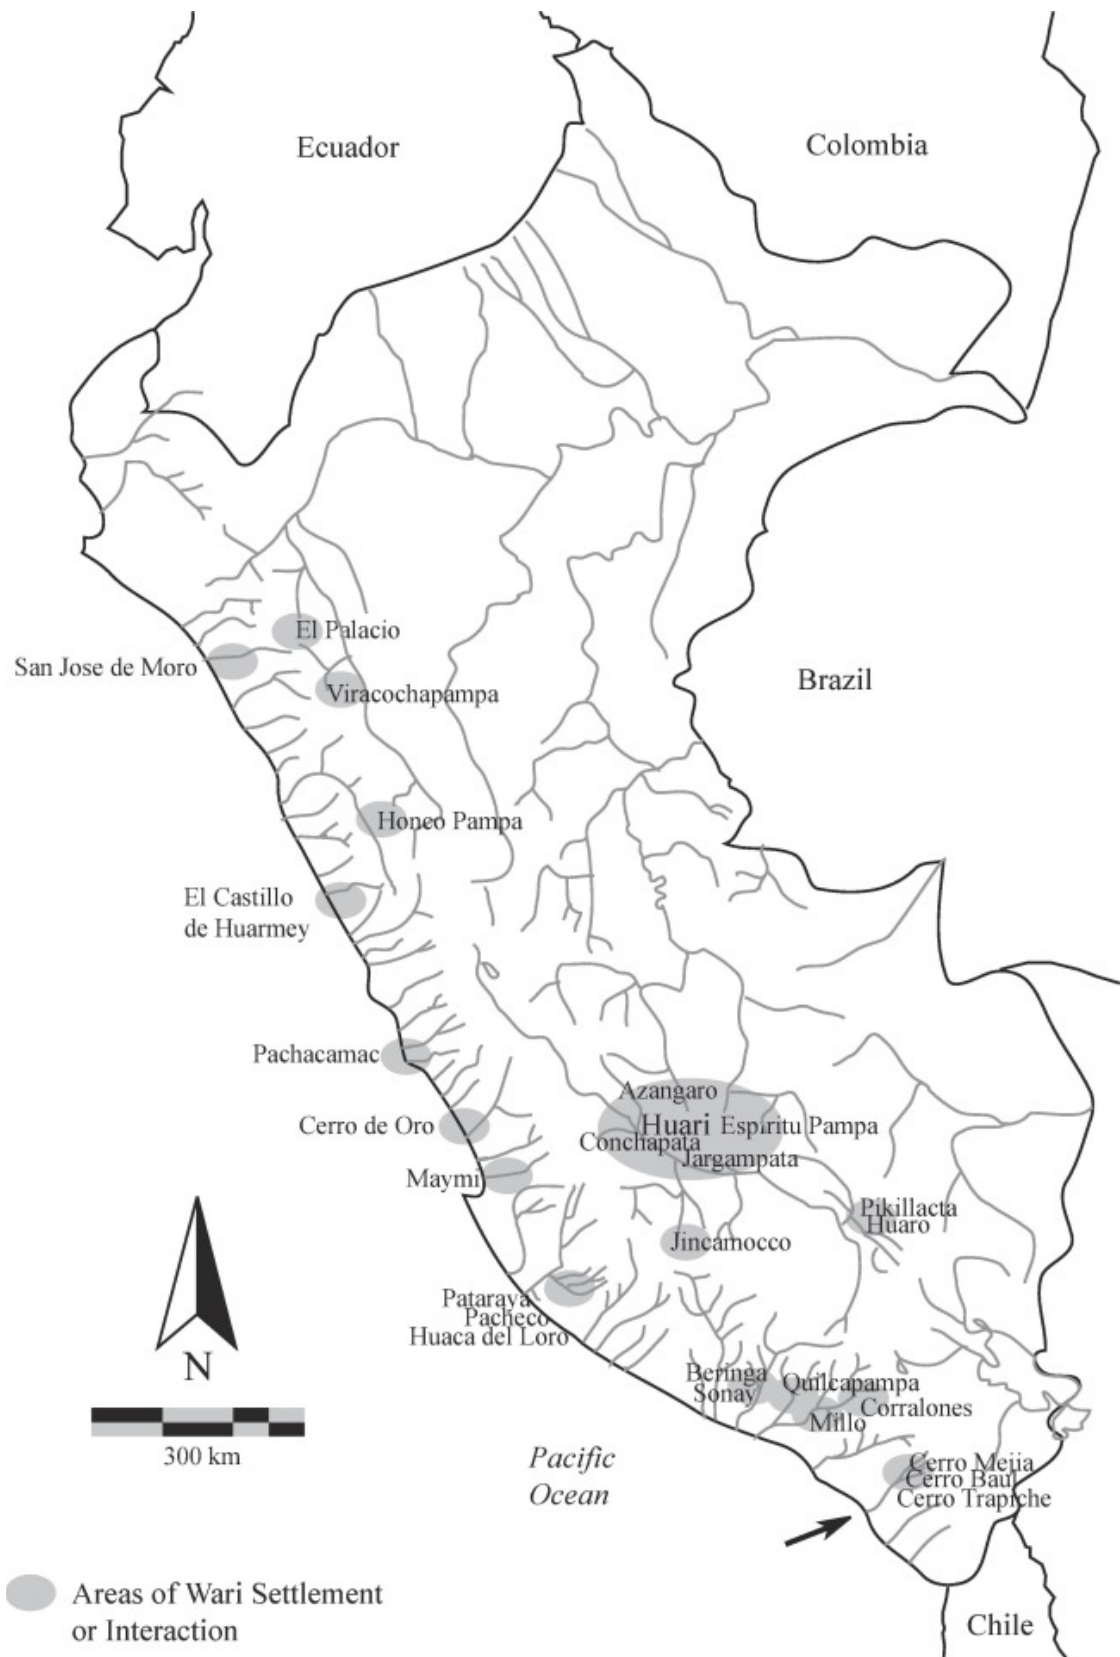 Ecuador
Colombia
El Palacio
San Jose de Moro
Brazil
Viracochapampa
Honco Pampa
El Castillo
de Huarmey
Pachacamac
Azangaro
Cerro de Oro
Huari
Espiritu Pampa
Conchapata
Jargampata
Maymi
Pikillacta
Huaro
Jincamocco
Pataraya
Pacheco
Huaca del Loro
N
Beringa
Sonay
Quilcapampa
Corralones
Millo
300 km
Pacific
Ocean
Cerro Mejia
Cerro Baul
Cerro Trapiche
Areas of Wari Settlement
or Interaction
Chile